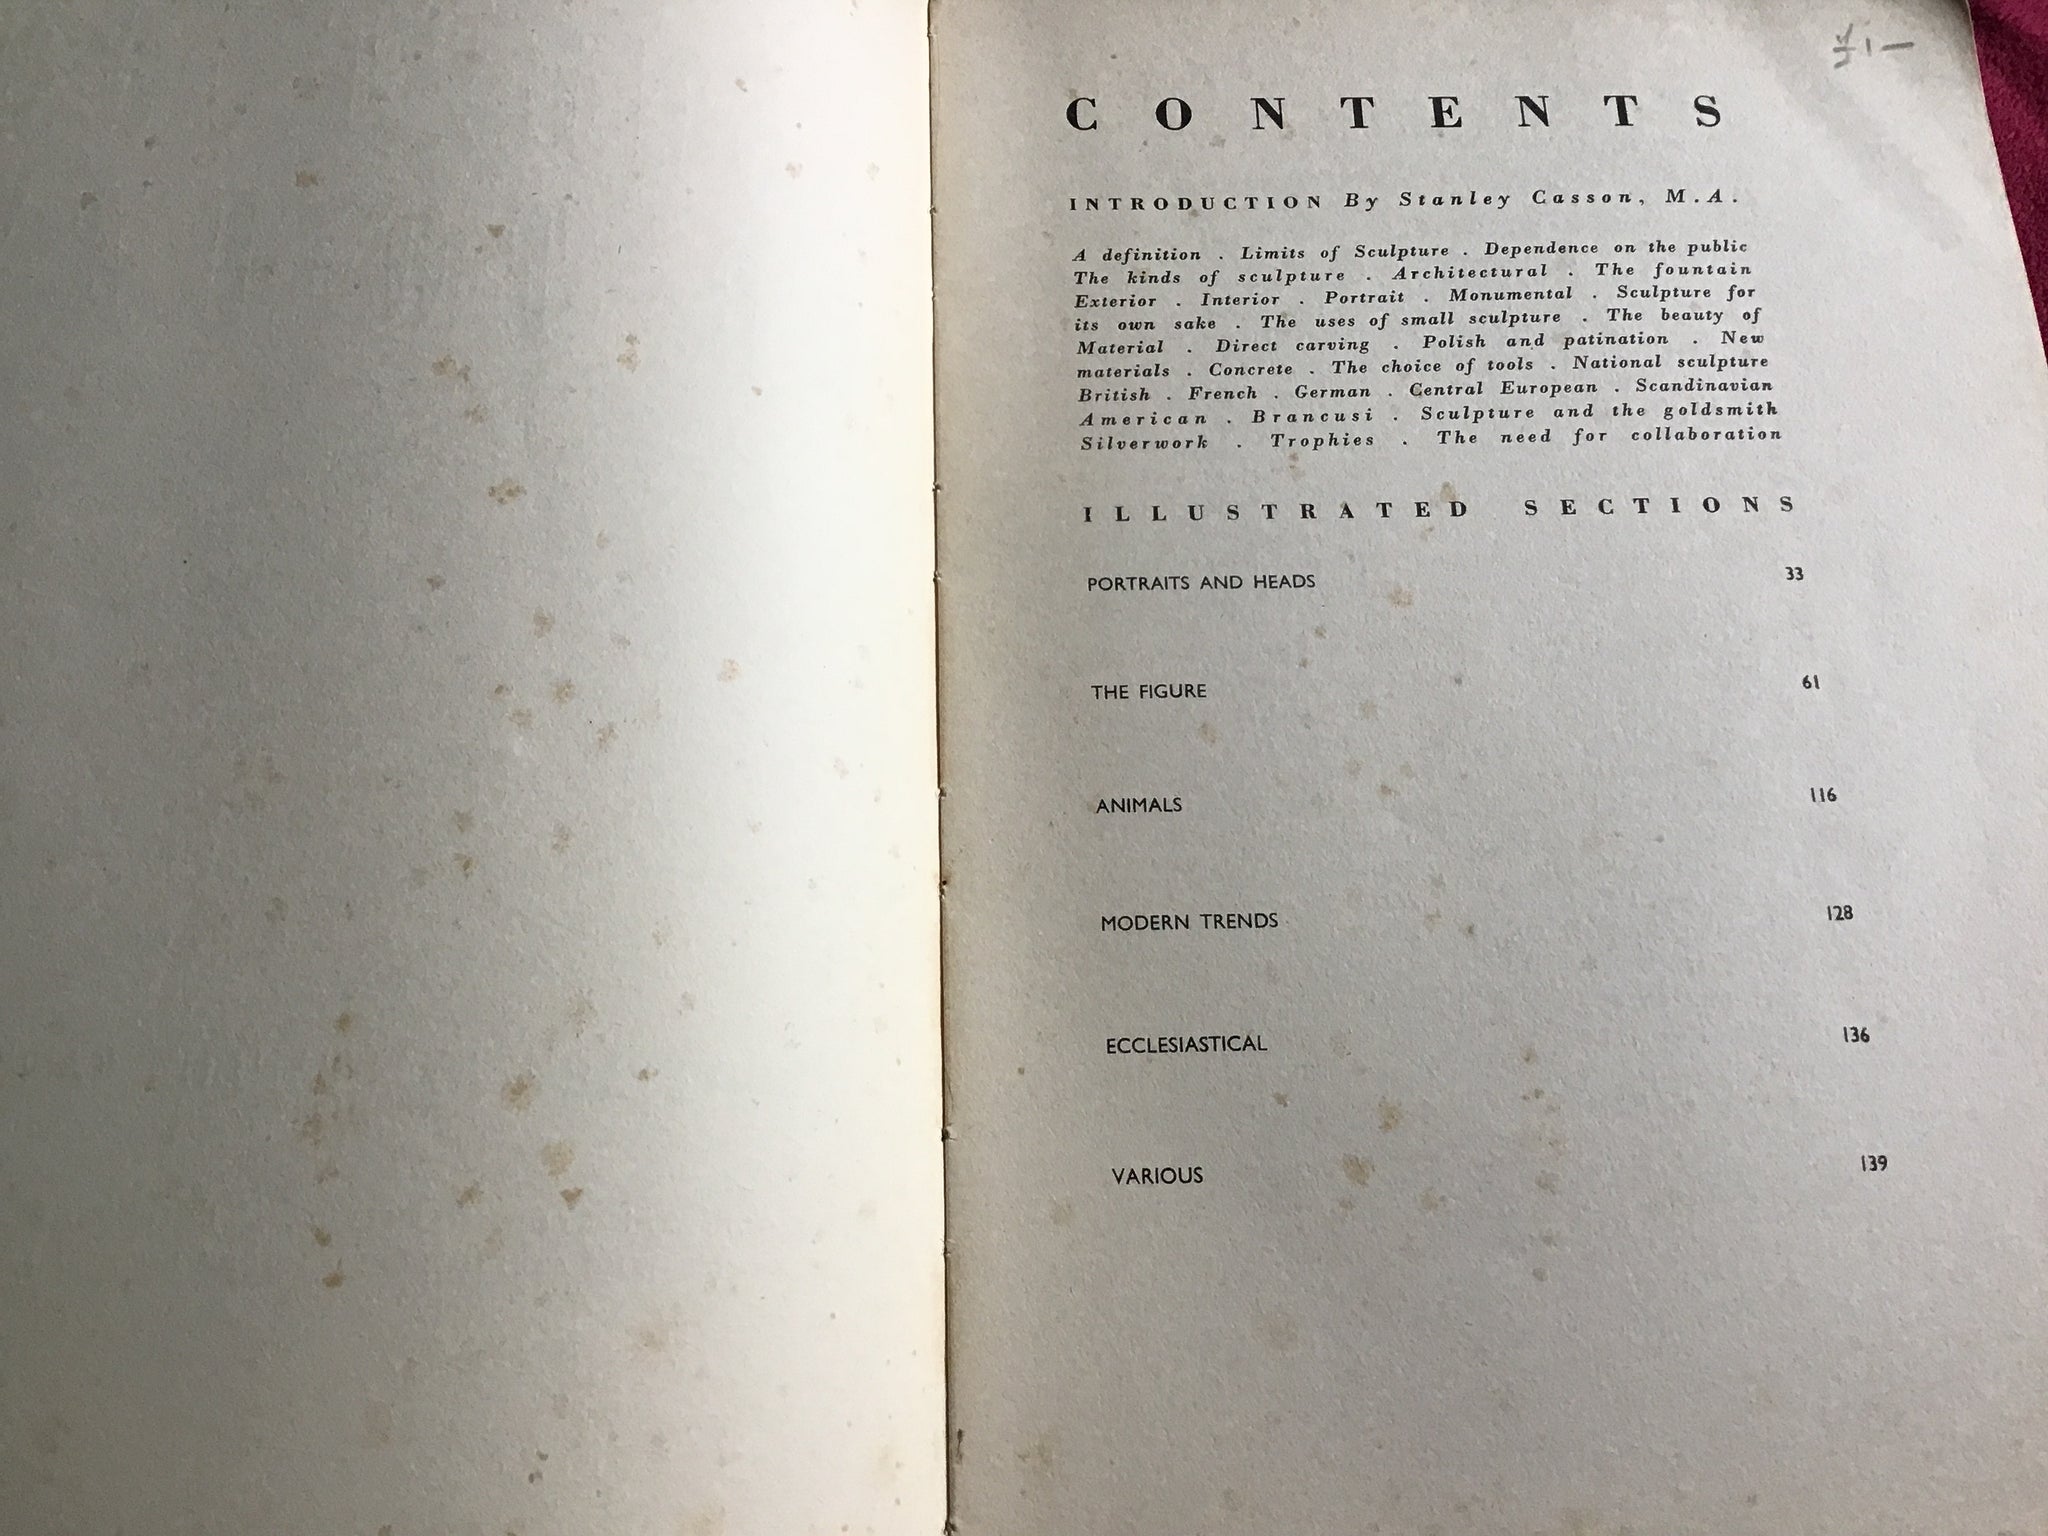 £1—
CONTENTS
INTRODUCTION By Stanley Casson, M.A.
A definition . Limits of Sculpture . Dependence on the public
The kinds of sculpture . Architectural . The fountain
Exterior . Interior . Portrait . Monumental . Sculpture for
its own sake . The uses of small sculpture . The beauty of
Material . Direct carving . Polish and patination . New
materials . Concrete . The choice of tools . National sculpture
British . French . German . Central European . Scandinavian
American . Brancusi . Sculpture and the goldsmith
Silverwork . Trophies . The need for collaboration
ILLUSTRATED SECTIONS
PORTRAITS AND HEADS 33
THE FIGURE 61
ANIMALS 116
MODERN TRENDS 128
ECCLESIASTICAL 136
VARIOUS 139